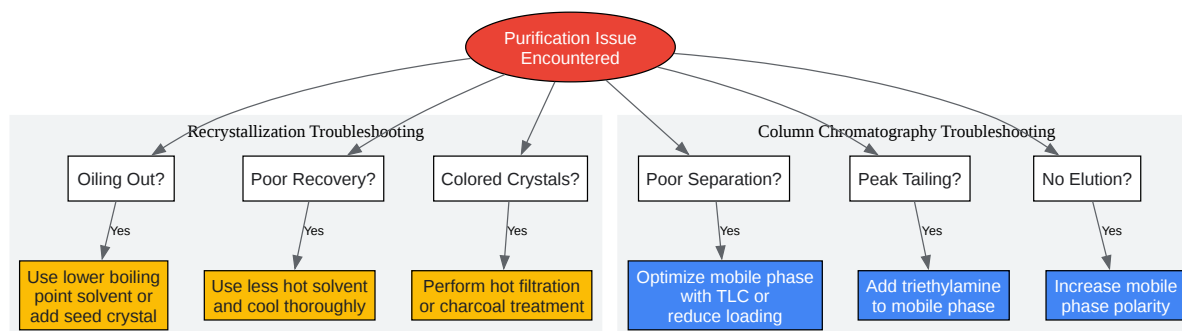 Purification Issue
Encountered
Recrystallization Troubleshooting
Column Chromatography Troubleshooting
Oiling Out?
Poor Recovery?
Colored Crystals?
Poor Separation?
Peak Tailing?
No Elution?
Yes
Yes
Yes
Yes
Yes
Yes
Use lower boiling
point solvent or
add seed crystal
Use less hot solvent
and cool thoroughly
Perform hot filtration
or charcoal treatment
Optimize mobile phase
with TLC or
reduce loading
Add triethylamine
to mobile phase
Increase mobile
phase polarity